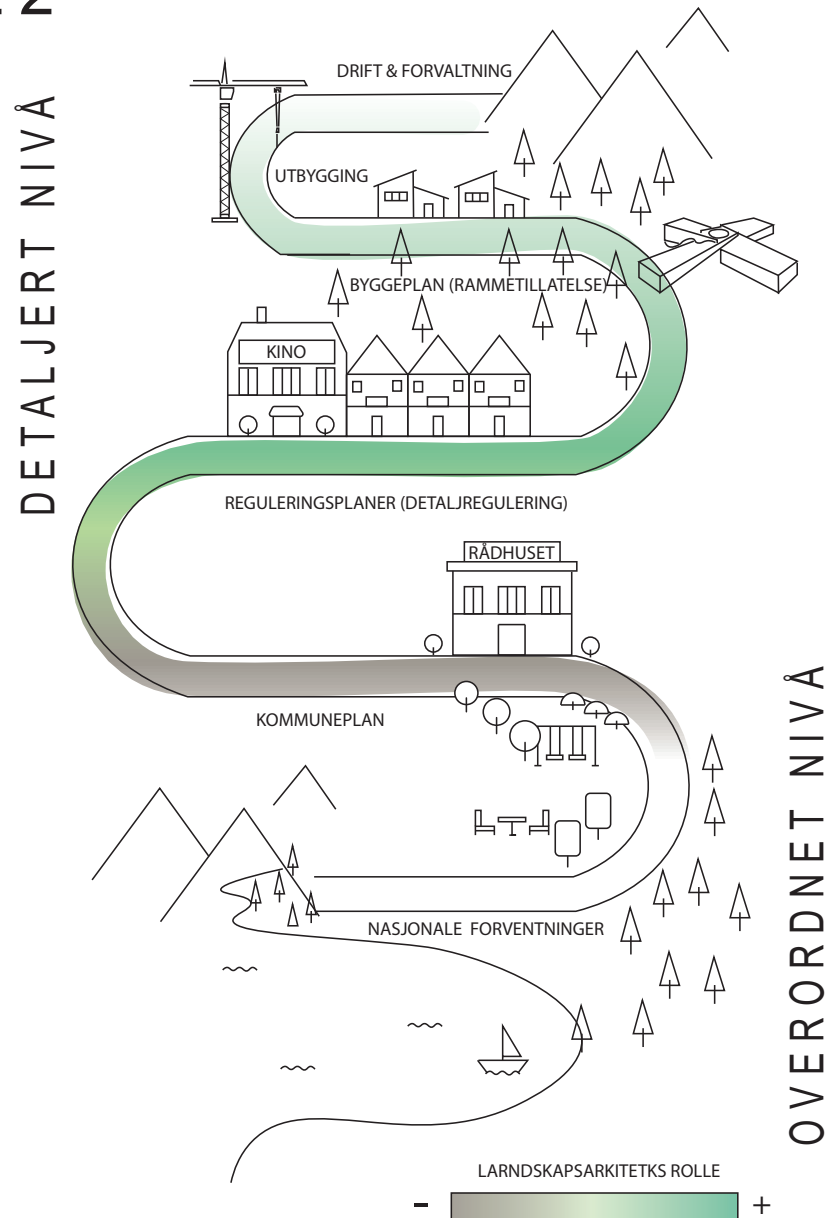 DETALJERT NIVÅ
DRIFT & FORVALTNING
UTBYGGING
BYGGEPLAN (RAMMETILLATELSE)
KINO
REGULERINGSPLANER (DETALJREGULERING)
RÅDHUSET
KOMMUNEPLAN
NASJONALE FORVENTNINGER
OVERORDNET NIVÅ
LARNDSKAPSARKITETKS ROLLE
- +